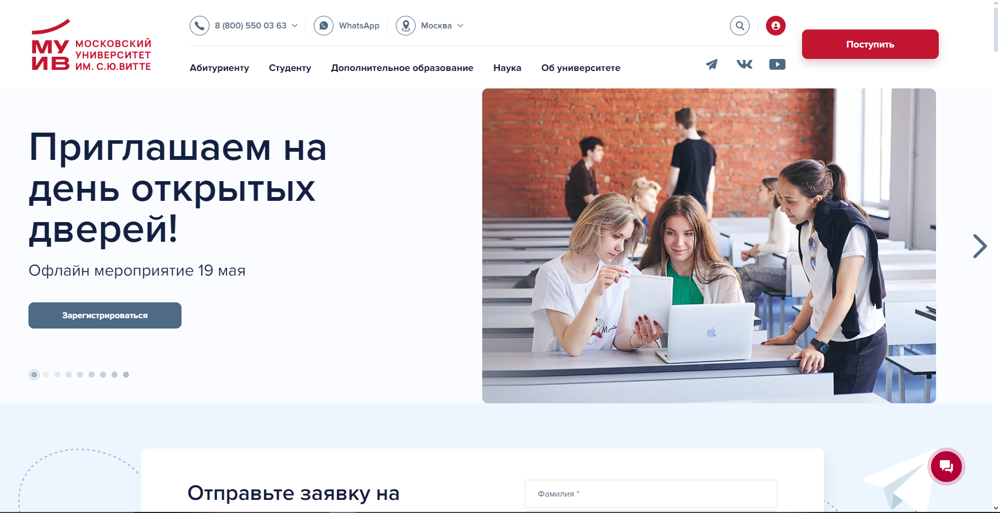 МУ
ИВ
МОСКОВСКИЙ
УНИВЕРСИТЕТ
ИМ. С.Ю.ВИТТЕ
8 (800) 550 03 63
WhatsApp
Москва
Поступить
Абитуриенту
Студенту
Дополнительное образование
Наука
Об университете
Приглашаем на
день открытых
дверей!
Офлайн мероприятие 19 мая
Зарегистрироваться
Отправьте заявку на
Фамилия *